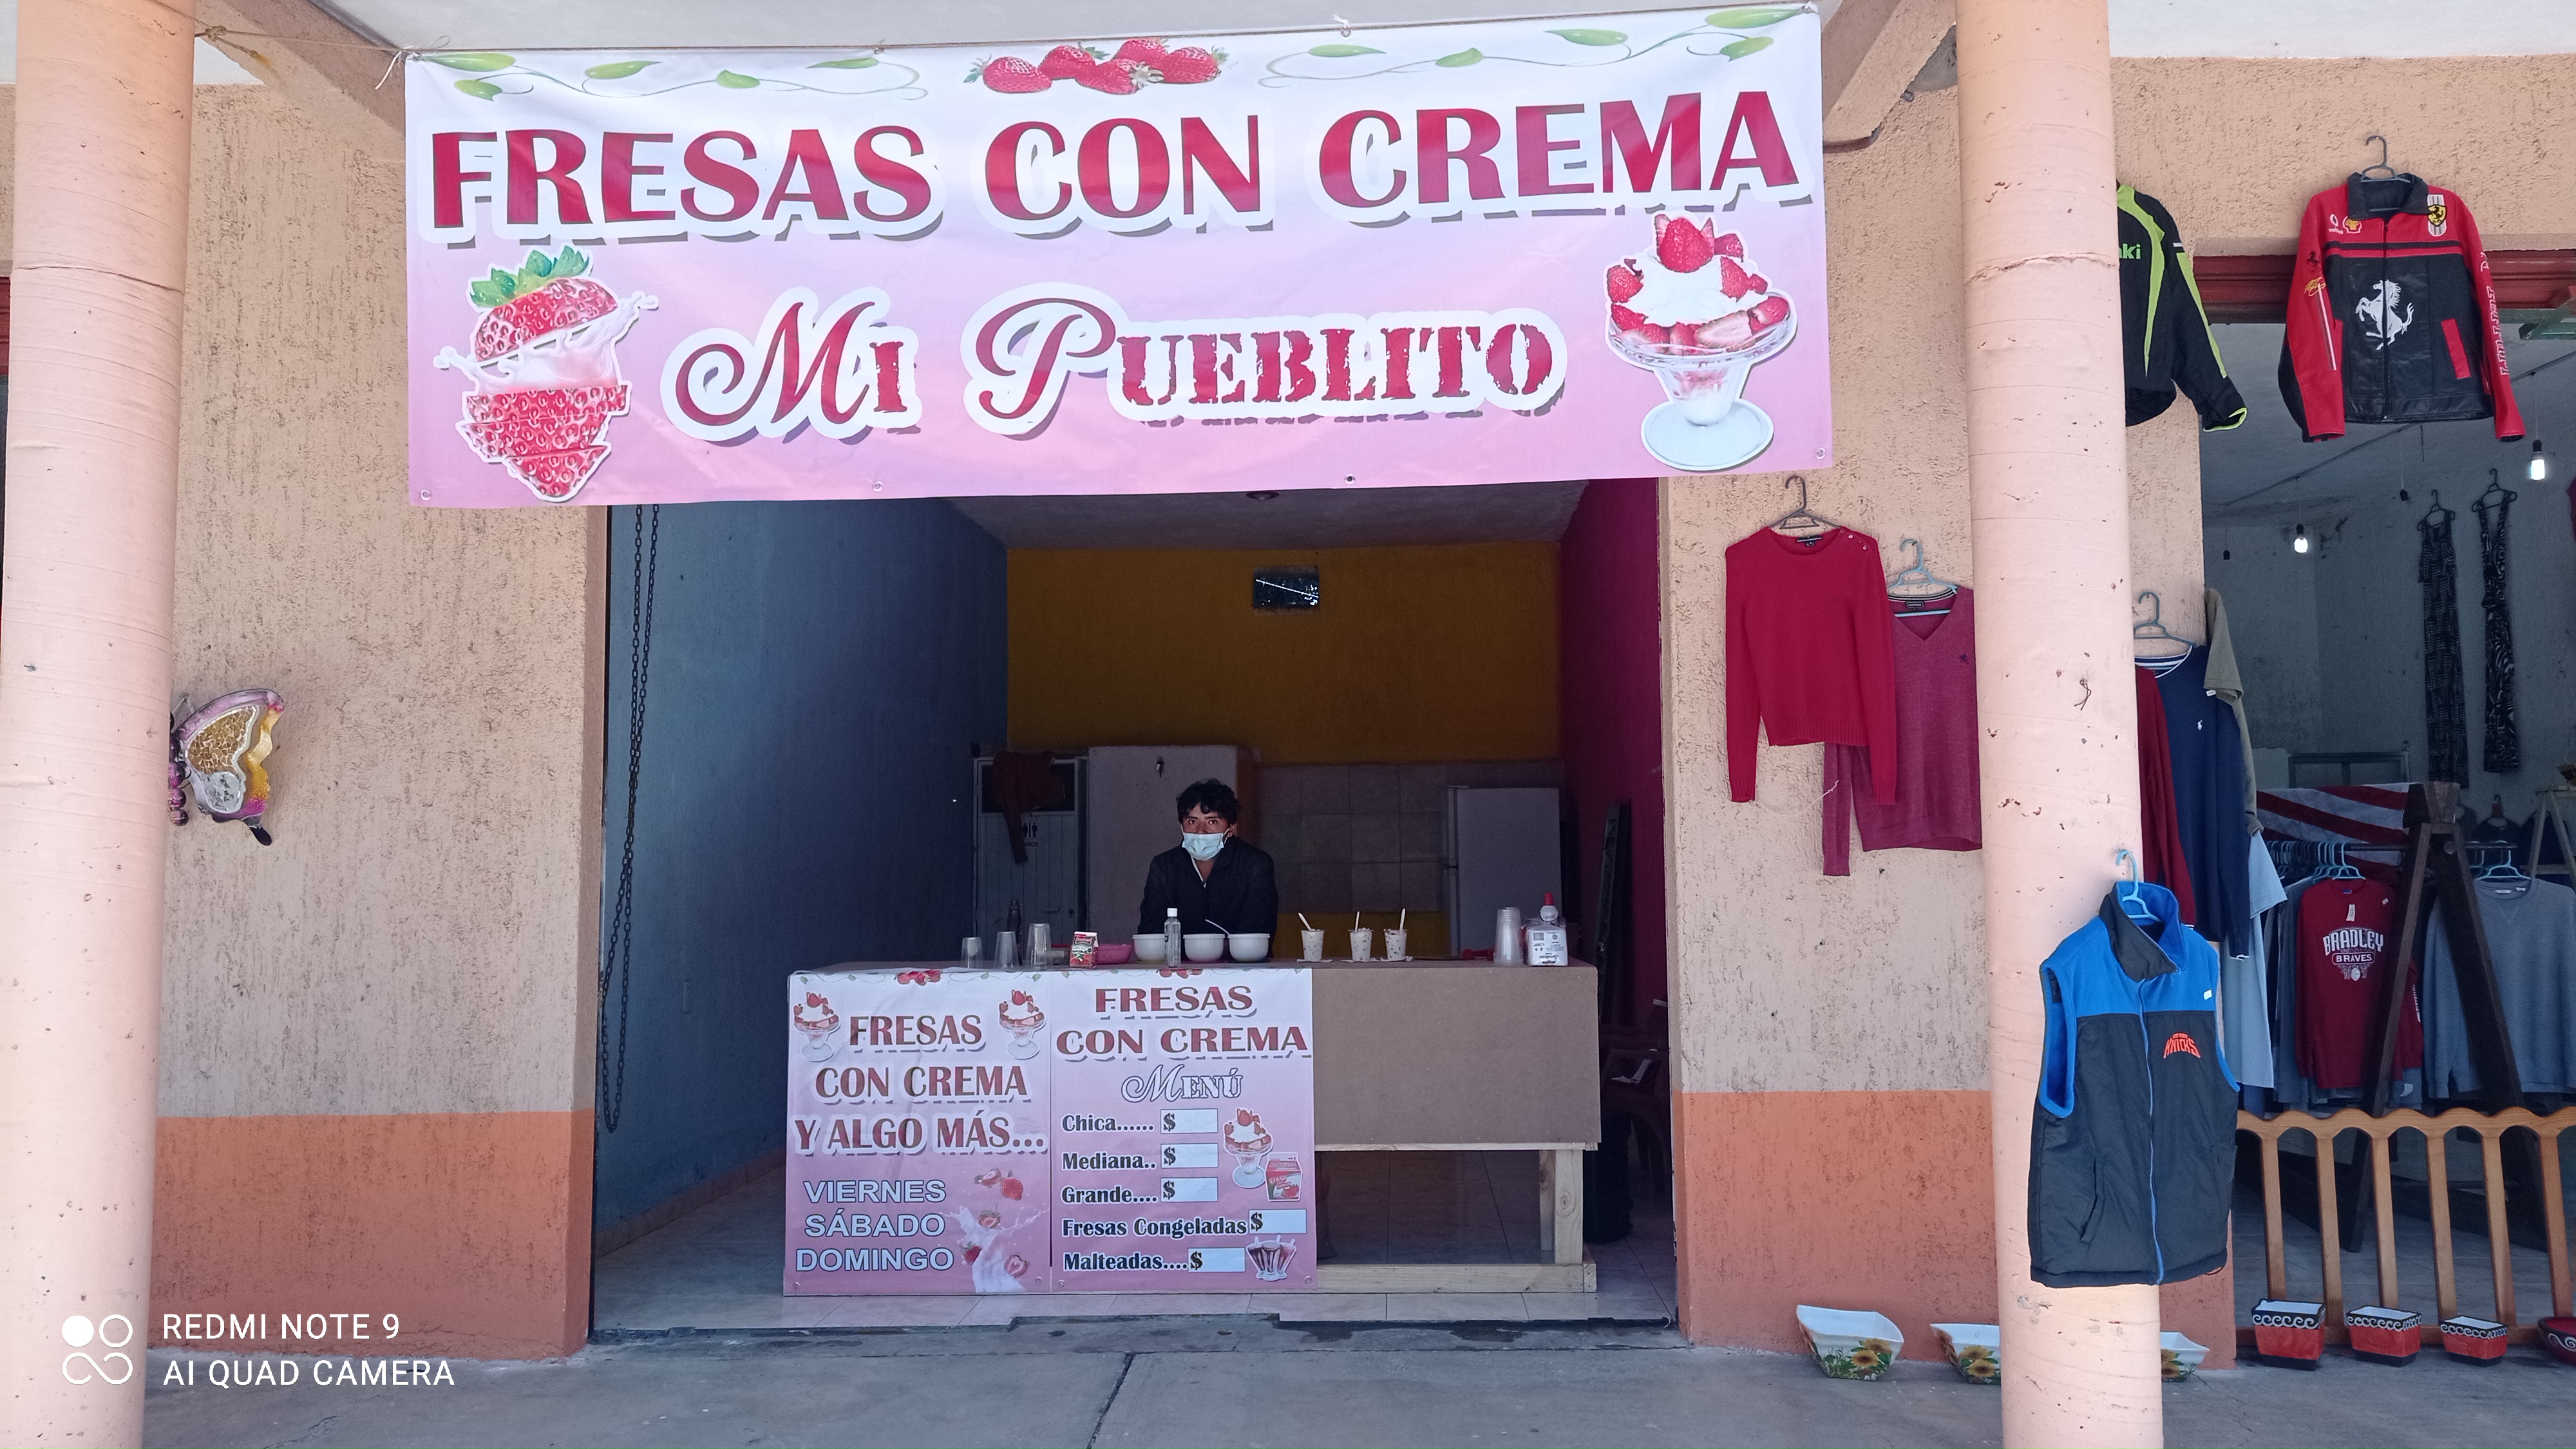 FRESAS CON CREMA
Mi PUEBLITO
FRESAS
CON CREMA
Y ALGO MÁS...
VIERNES
SÁBADO
DOMINGO
FRESAS
CON CREMA
MENÚ
Chica...... $
Mediana.. $
Grande.... $
Fresas Congeladas $
Malteadas.... $
BRADLEY
BRAVES
KNICKS
REDMI NOTE 9
AI QUAD CAMERA